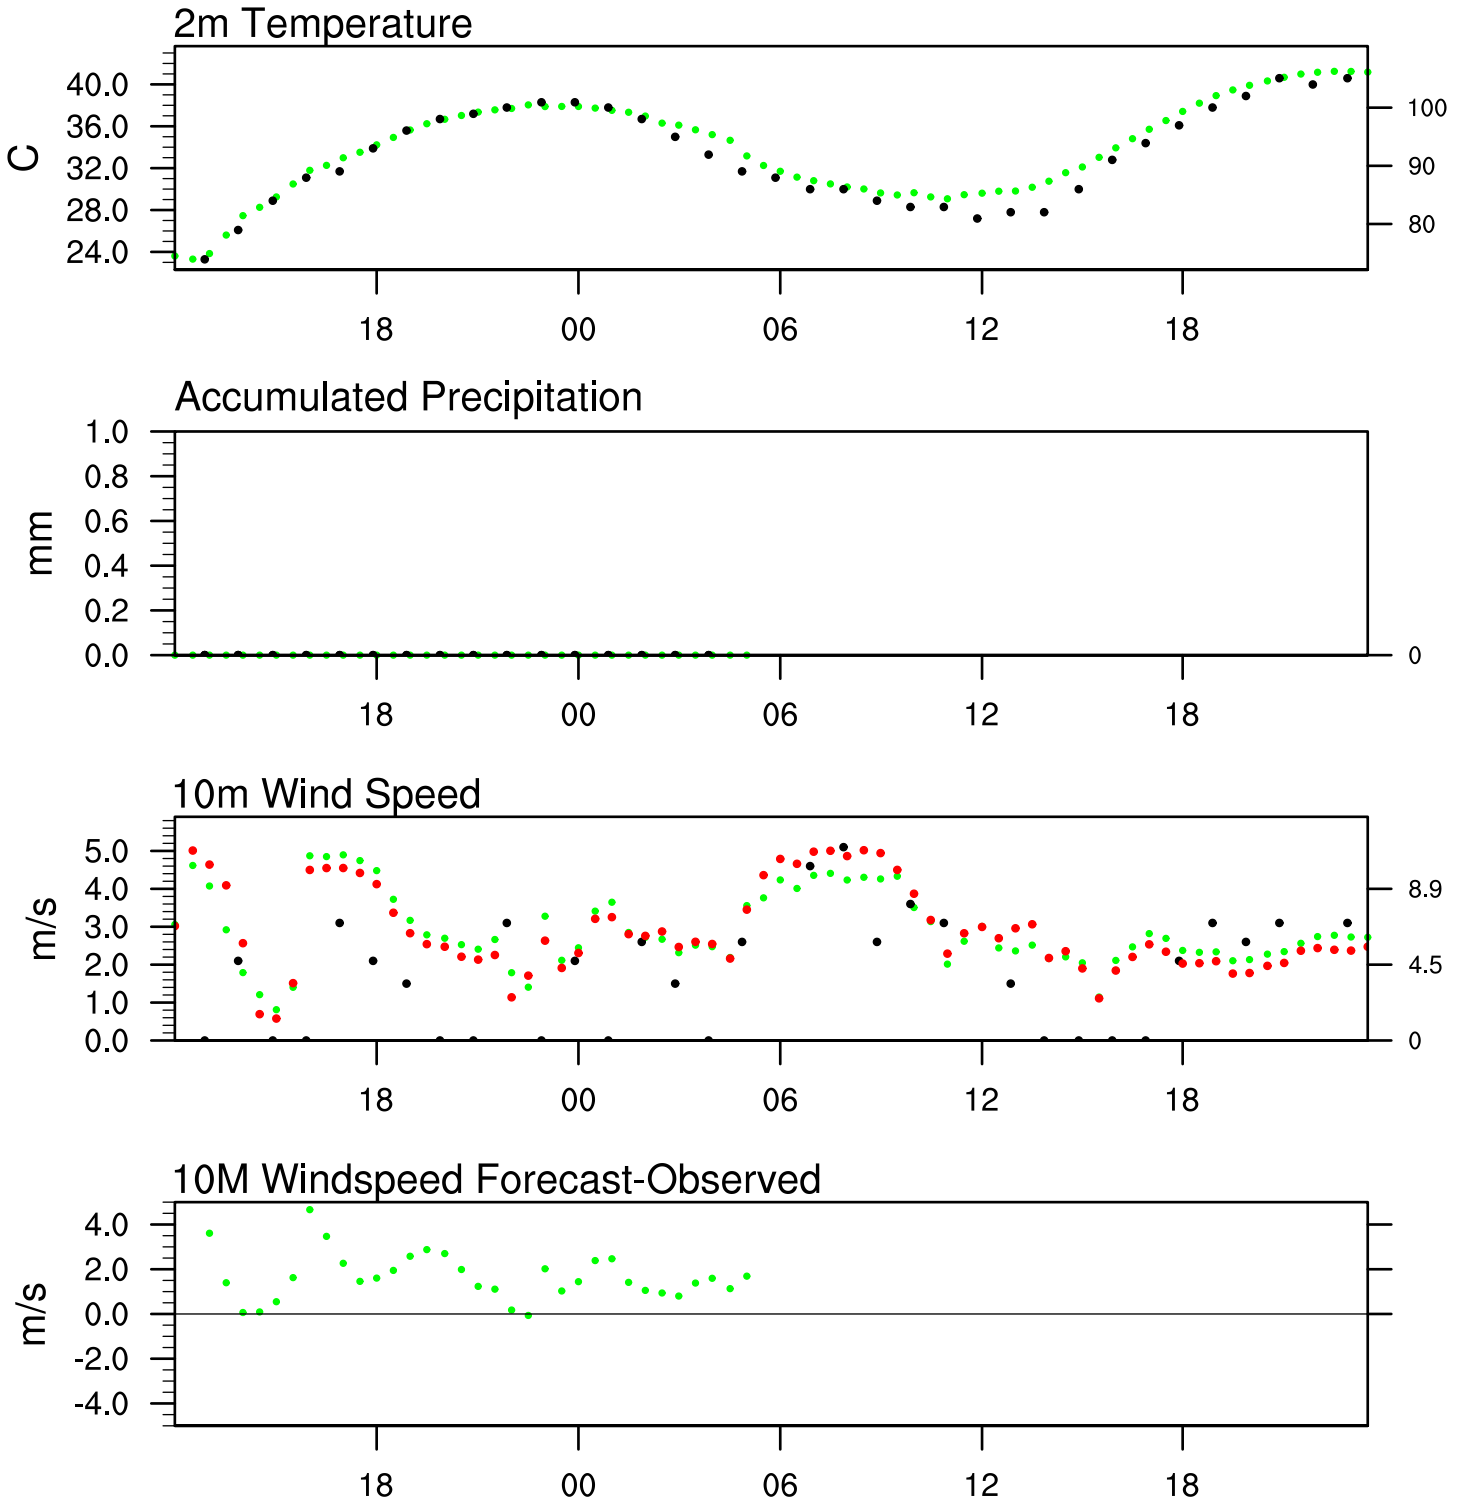 2m Temperature
40.0
36.0
32.0
28.0
24.0
C
100
90
80
18 00 06 12 18
Accumulated Precipitation
1.0
0.8
0.6
0.4
0.2
0.0
mm
0
18 00 06 12 18
10m Wind Speed
5.0
4.0
3.0
2.0
1.0
0.0
m/s
8.9
4.5
0
18 00 06 12 18
10M Windspeed Forecast-Observed
4.0
2.0
0.0
-2.0
-4.0
m/s
18 00 06 12 18